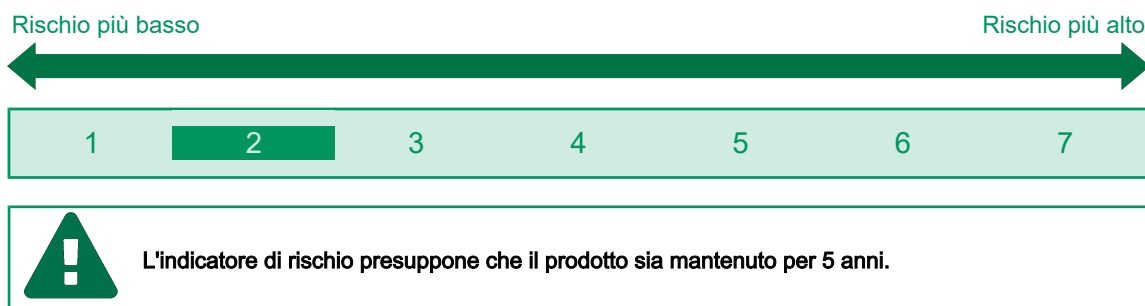 Rischio più basso Rischio più alto
1 2 3 4 5 6 7
L'indicatore di rischio presuppone che il prodotto sia mantenuto per 5 anni.